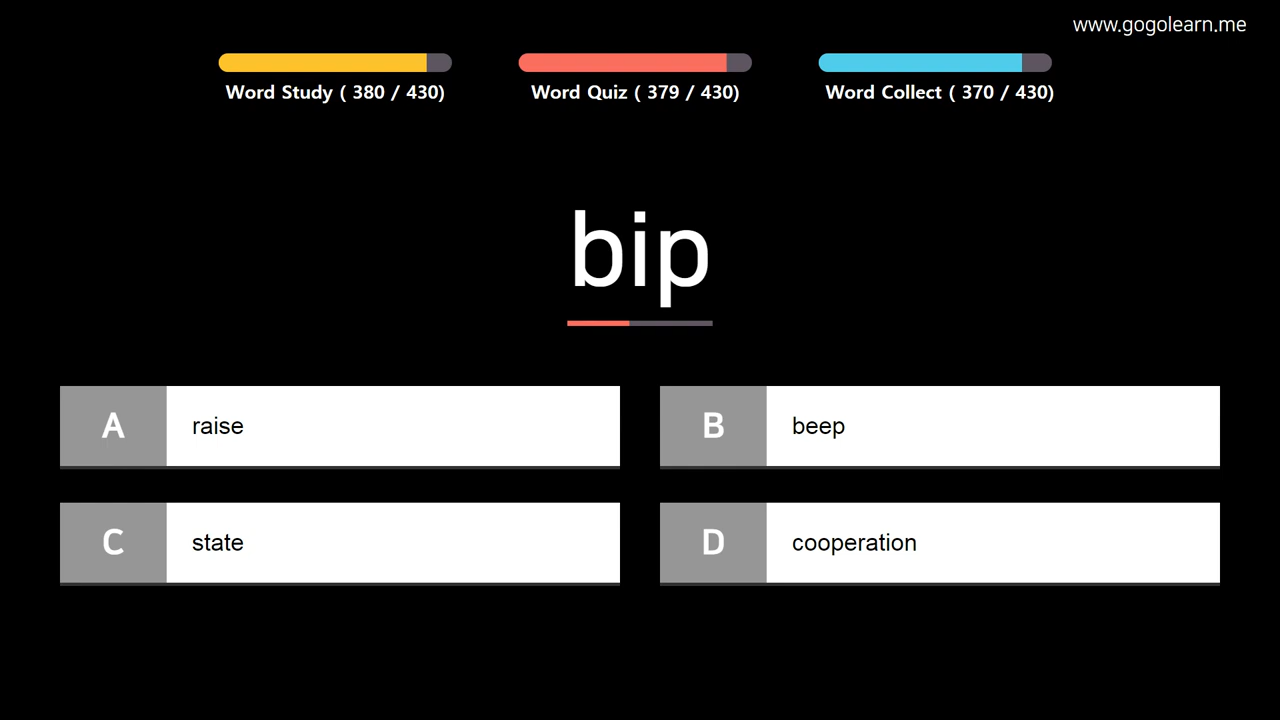 www.gogolearn.me
Word Study ( 380 / 430)
Word Quiz ( 379 / 430)
Word Collect ( 370 / 430)
bip
A raise
B beep
C state
D cooperation